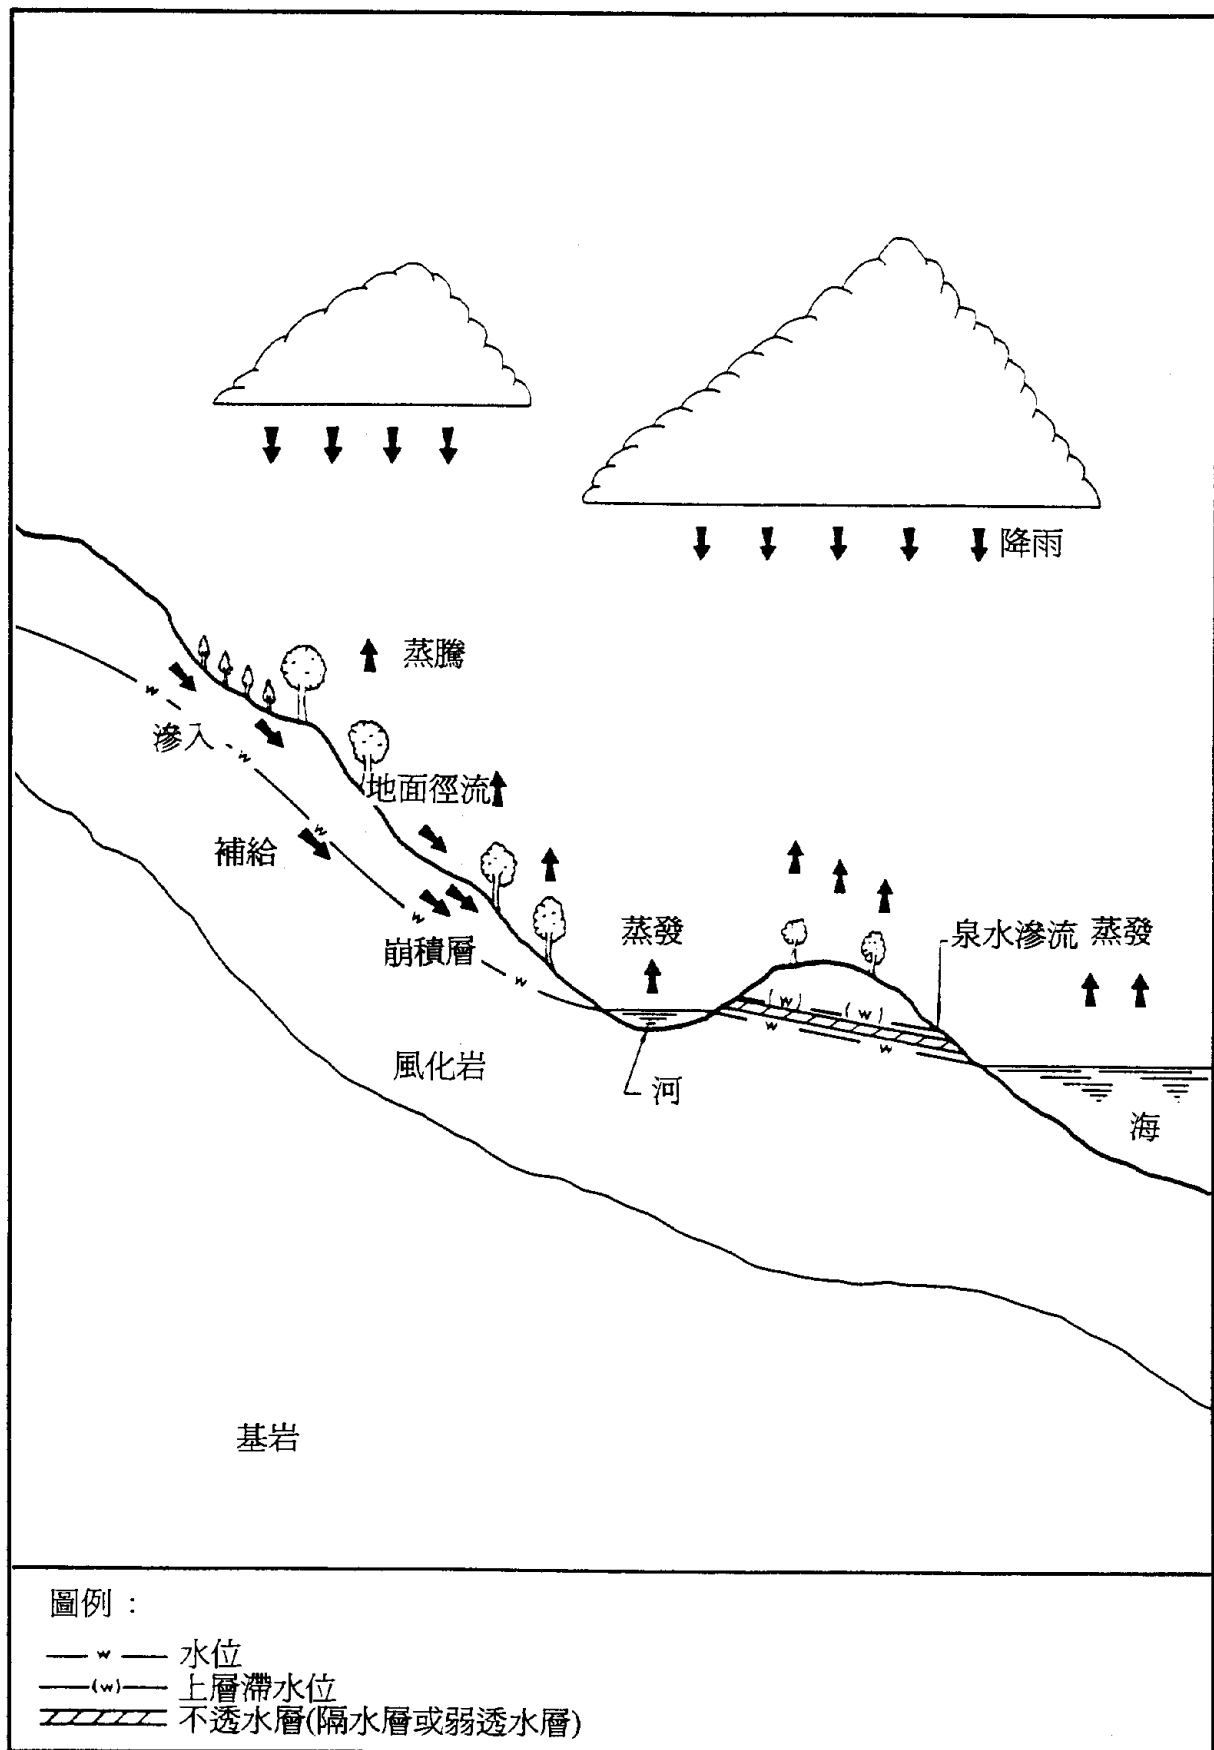 降雨
蒸騰
滲入
w
w
地面徑流
w
補給
w
崩積層
蒸發
泉水滲流 蒸發
w
(w)
(w)
w
w
風化岩
河
海
基岩
圖例：
w 水位
(w) 上層滯水位
不透水層(隔水層或弱透水層)